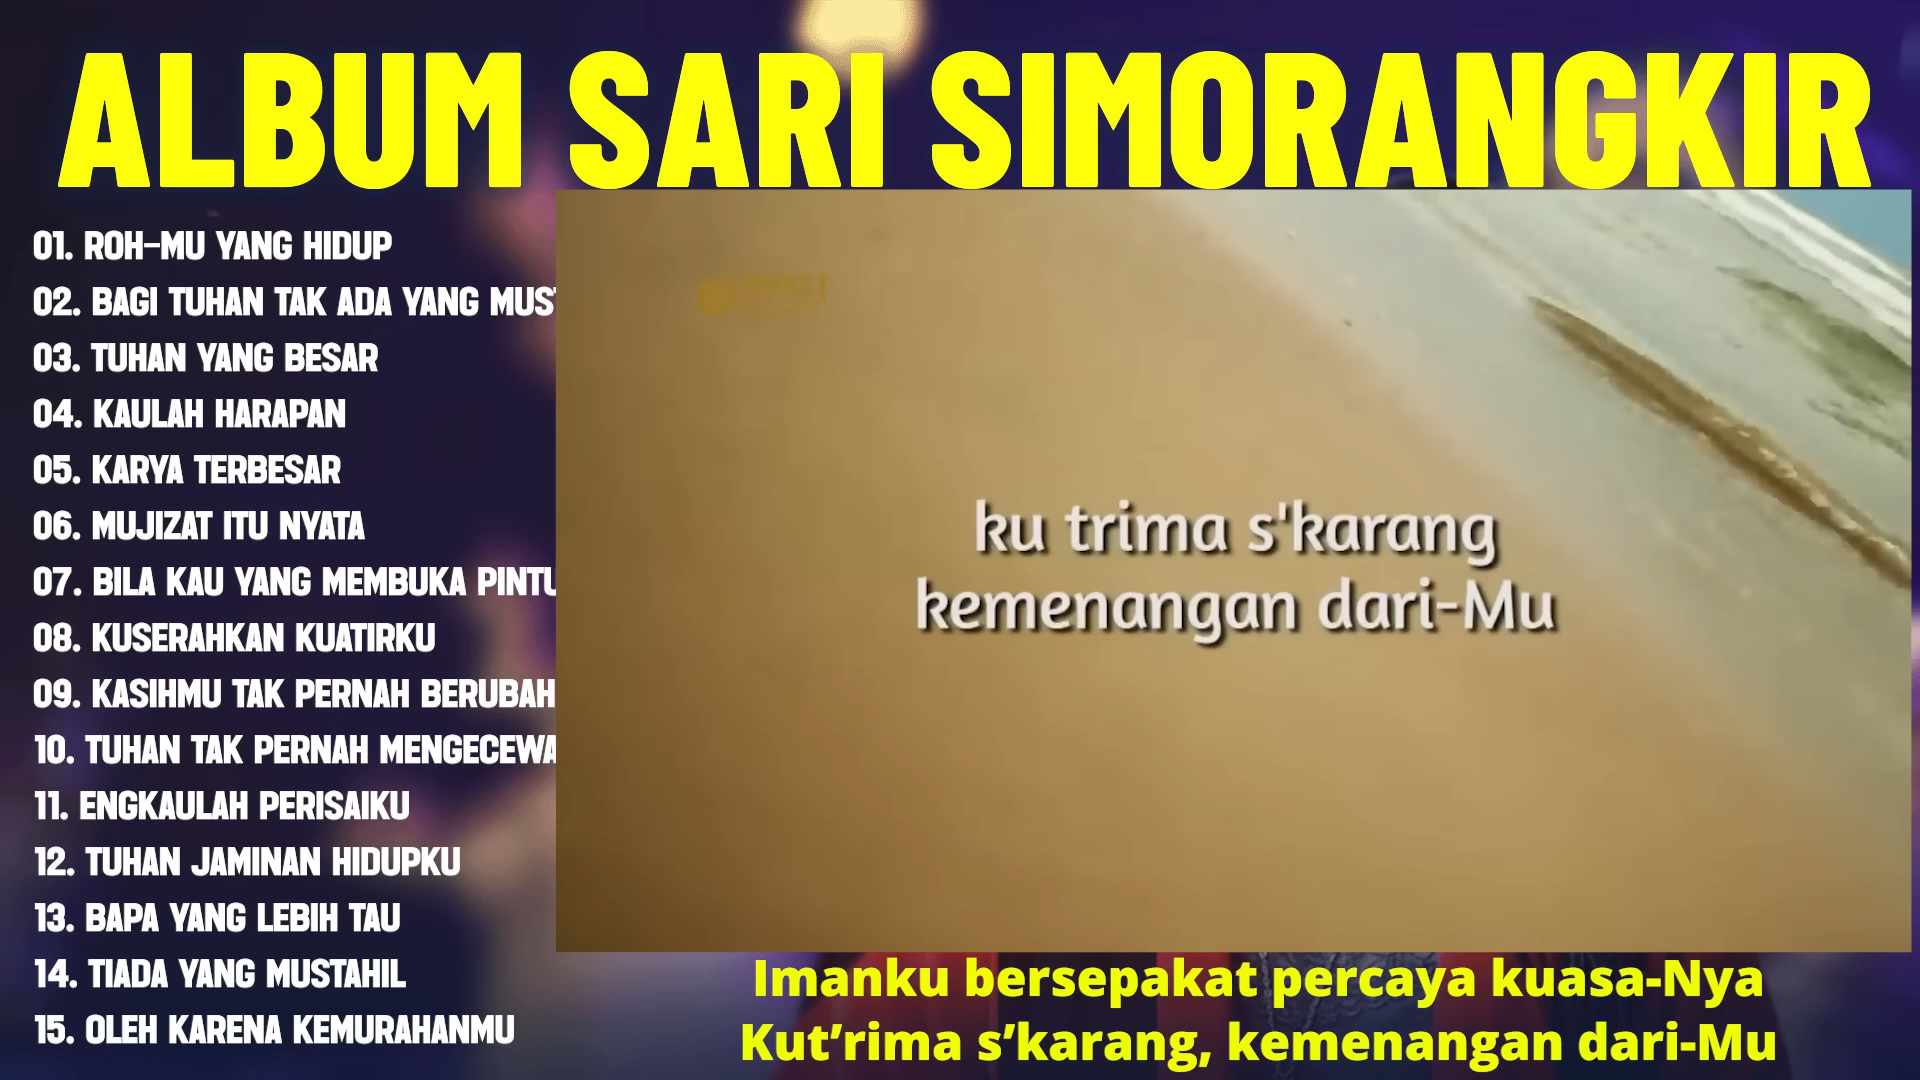 ALBUM SARI SIMORANGKIR
01. ROH-MU YANG HIDUP
02. BAGI TUHAN TAK ADA YANG MUST
03. TUHAN YANG BESAR
04. KAULAH HARAPAN
05. KARYA TERBESAR
06. MUJIZAT ITU NYATA
07. BILA KAU YANG MEMBUKA PINTU
08. KUSERAHKAN KUATIRKU
09. KASIHMU TAK PERNAH BERUBAH
10. TUHAN TAK PERNAH MENGECEWA
11. ENGKAULAH PERISAIKU
12. TUHAN JAMINAN HIDUPKU
13. BAPA YANG LEBIH TAU
14. TIADA YANG MUSTAHIL
15. OLEH KARENA KEMURAHANMU
ku trima s'karang
kemenangan dari-Mu
Imanku bersepakat percaya kuasa-Nya
Kut’rima s’karang, kemenangan dari-Mu